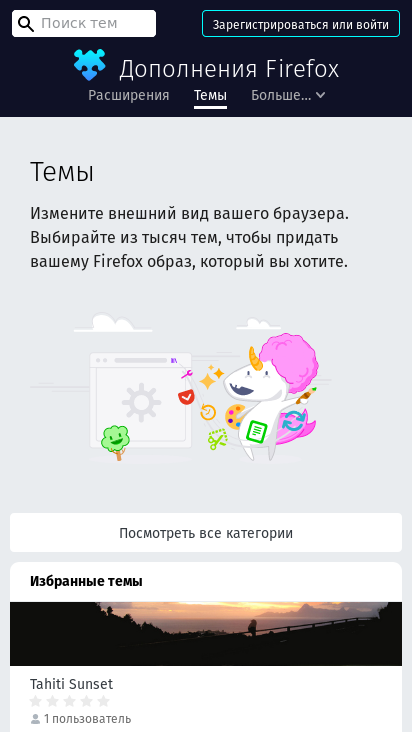 Поиск тем
Зарегистрироваться или войти
Дополнения Firefox
Расширения
Темы
Больше...
Темы
Измените внешний вид вашего браузера.
Выбирайте из тысяч тем, чтобы придать
вашему Firefox образ, который вы хотите.
Посмотреть все категории
Избранные темы
Tahiti Sunset
1 пользователь